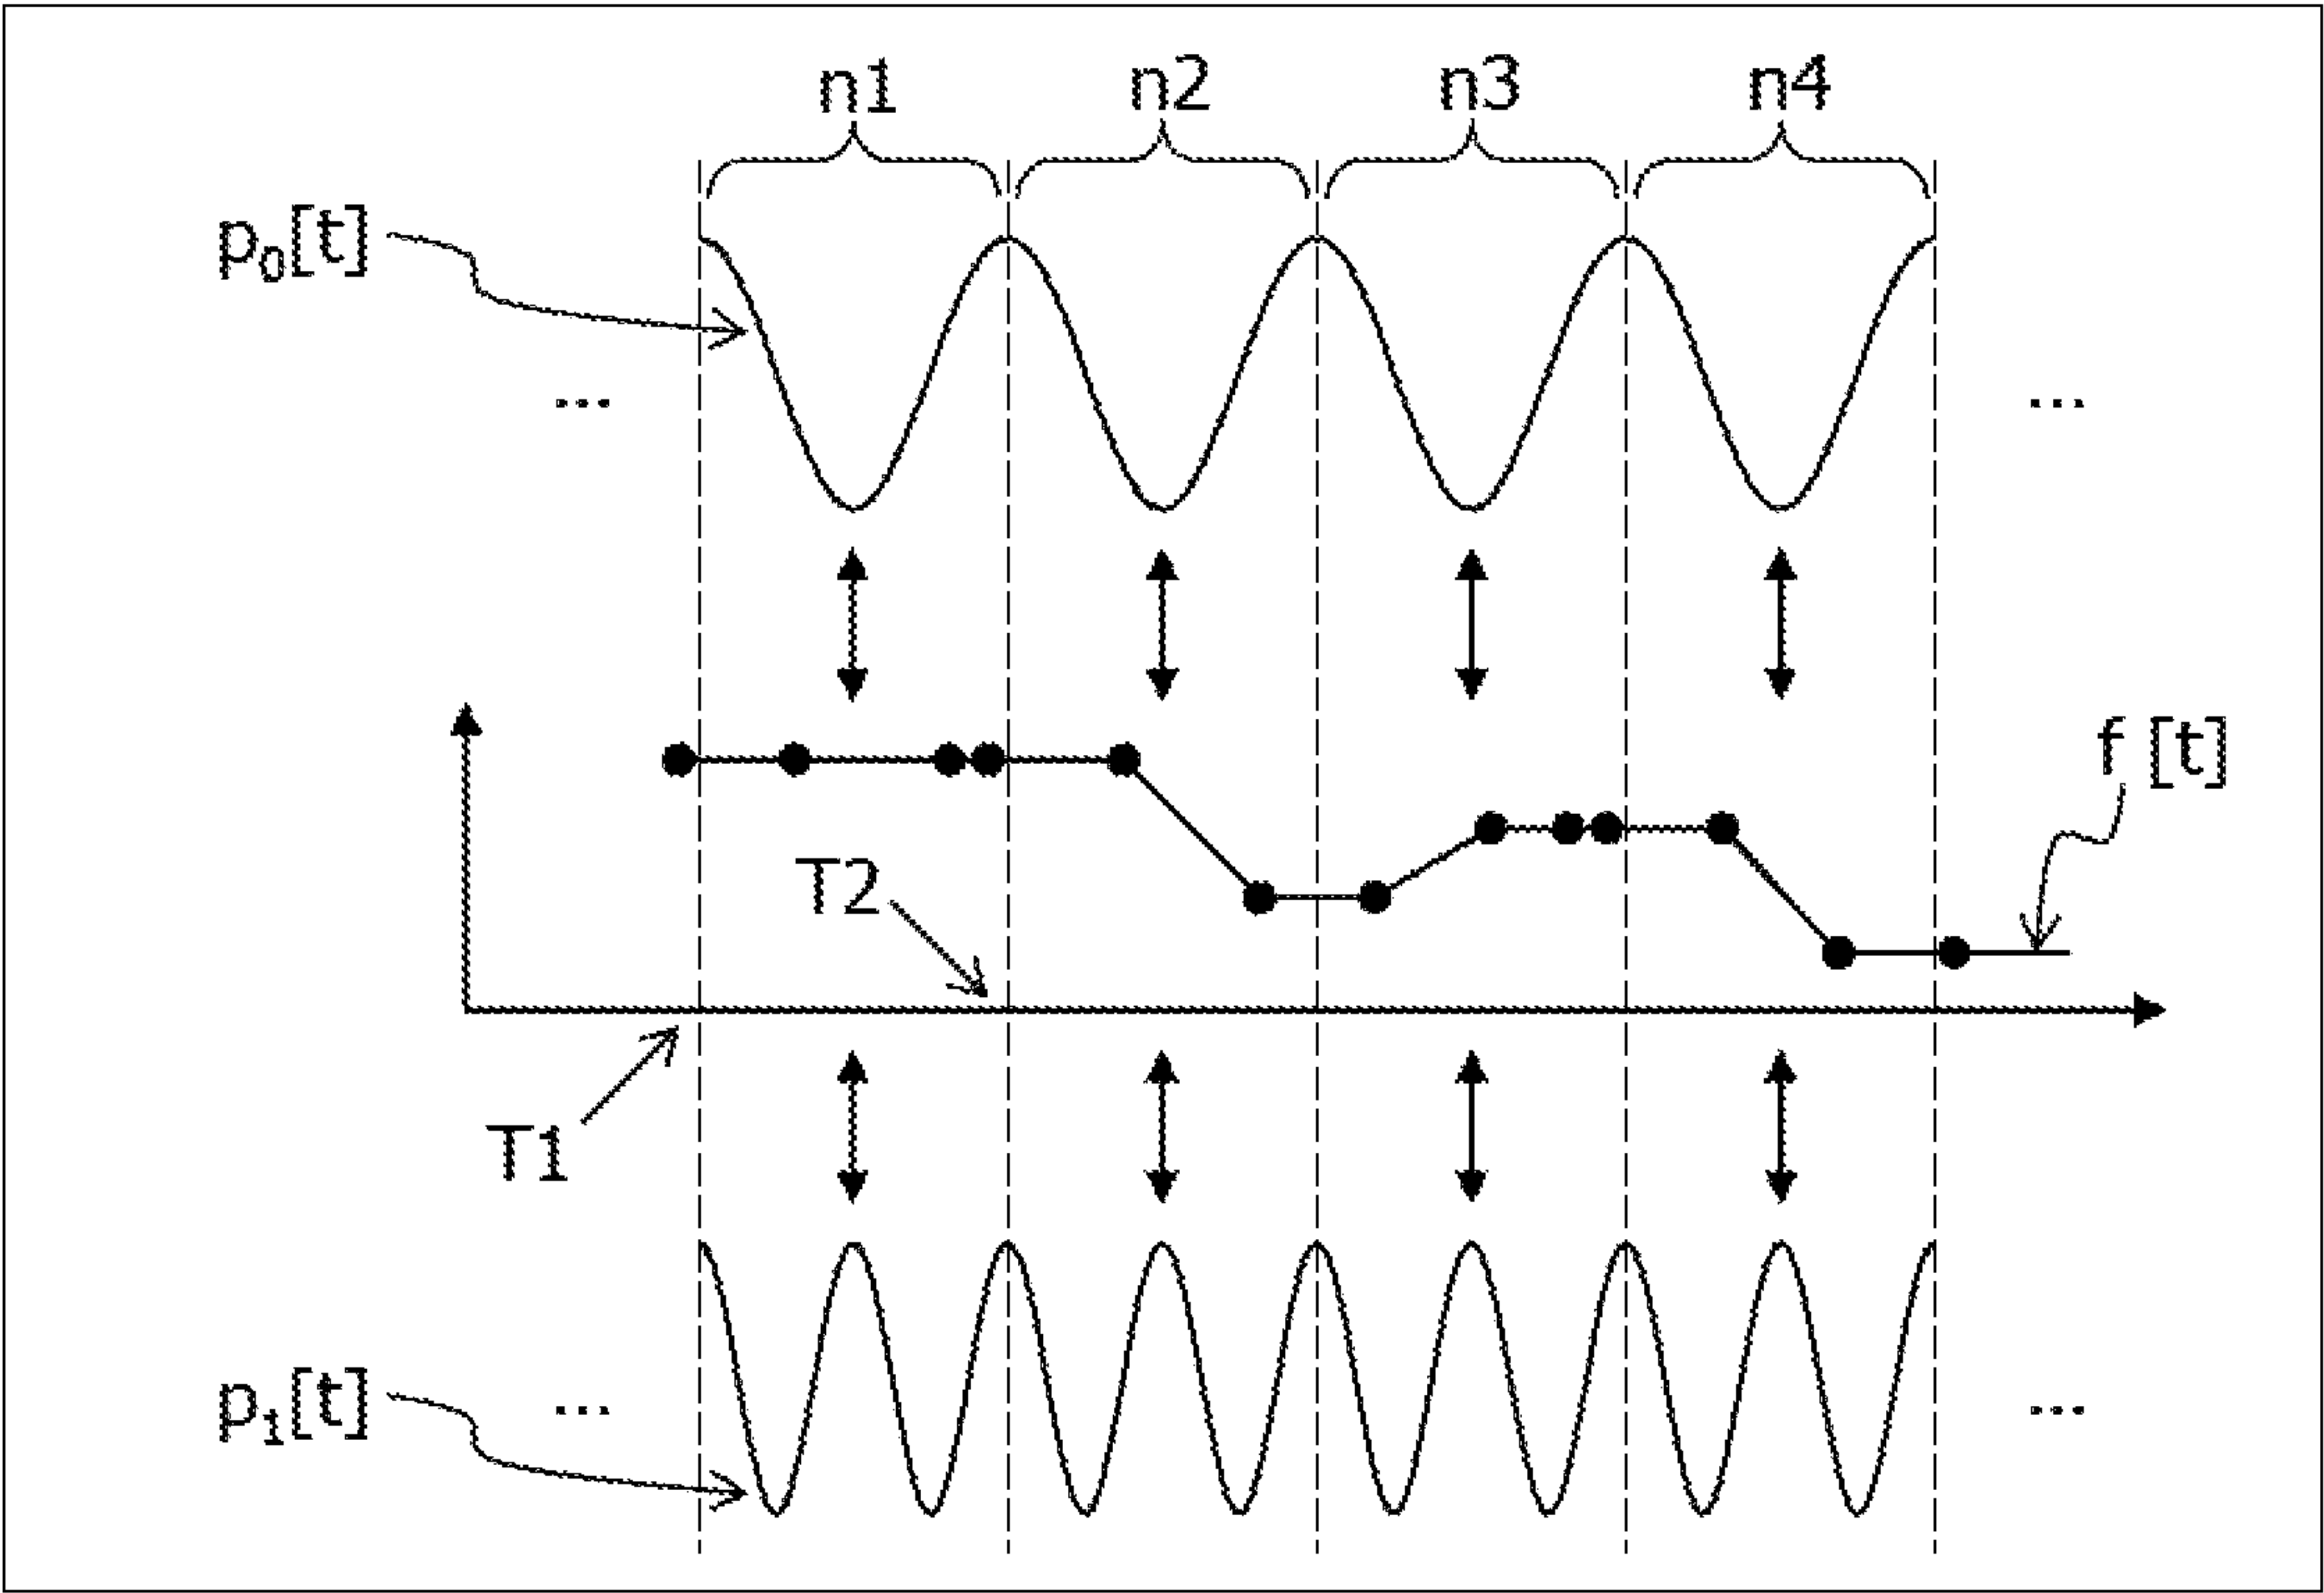 n1 n2 n3 n4
p₀[t]
... ...
f [t]
T2
T1
p₁[t] ... ...